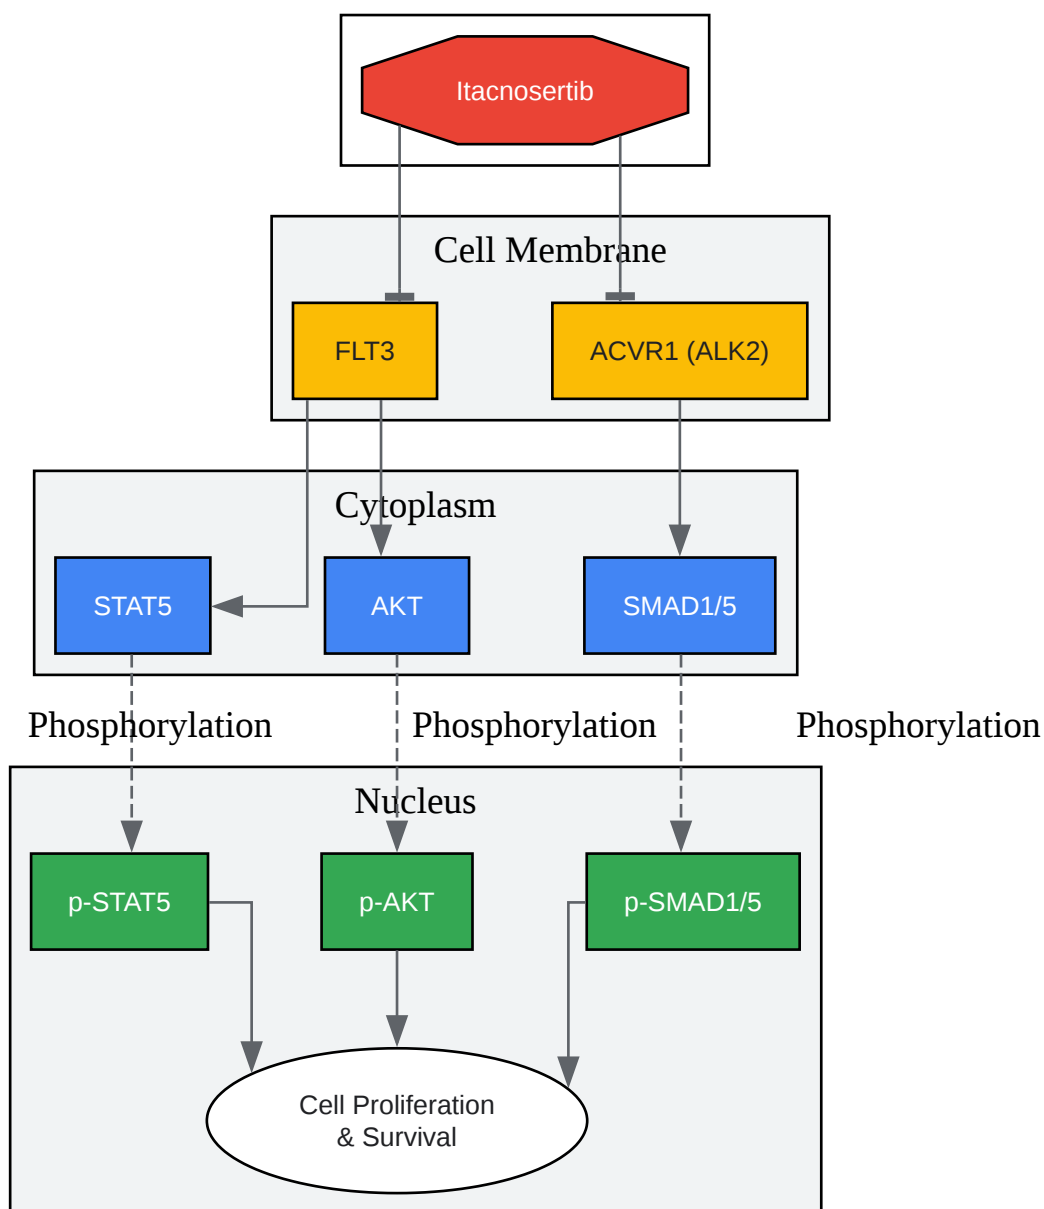 Itacnosertib
Cell Membrane
FLT3
ACVR1 (ALK2)
Cytoplasm
STAT5
AKT
SMAD1/5
Phosphorylation
Phosphorylation
Phosphorylation
Nucleus
p-STAT5
p-AKT
p-SMAD1/5
Cell Proliferation
& Survival